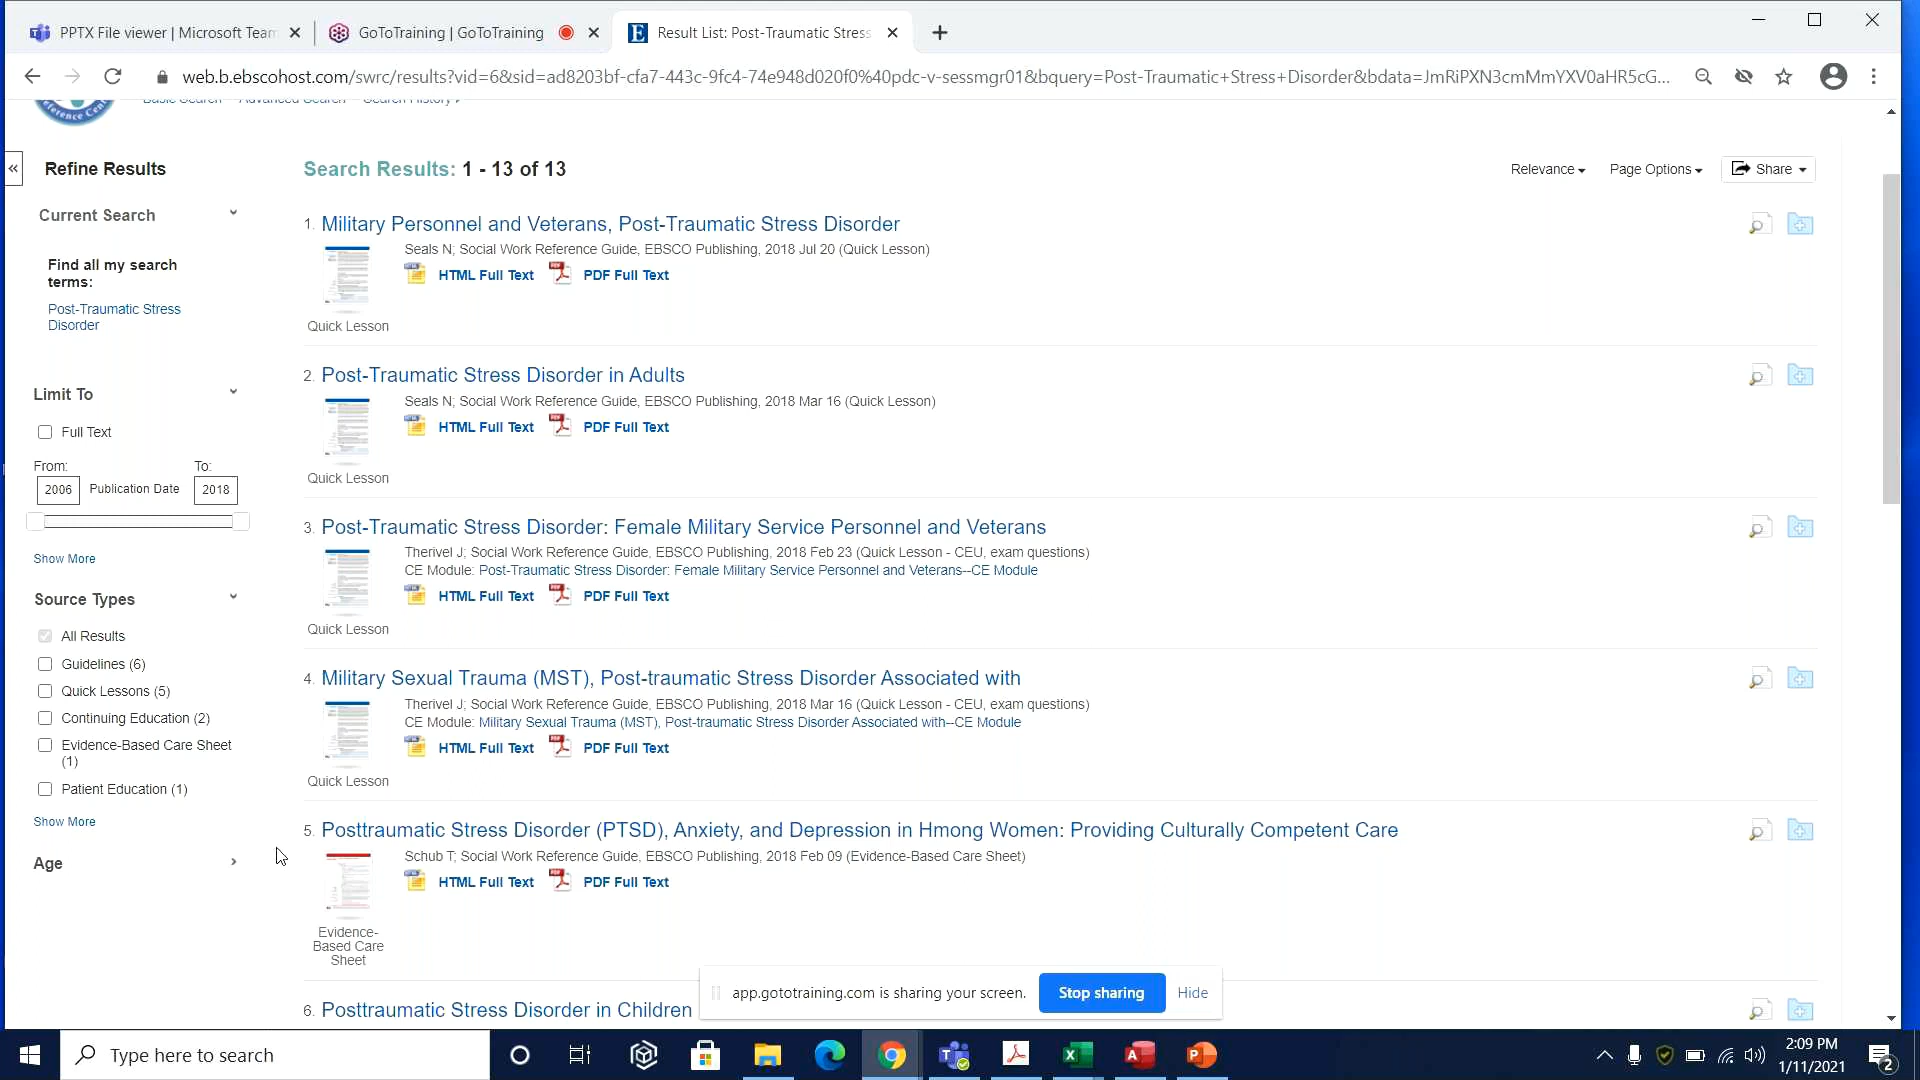 PPTX File viewer | Microsoft Team
GoToTraining | GoToTraining
Result List: Post-Traumatic Stress
web.b.ebscohost.com/swrc/results?vid=6&sid=ad8203bf-cfa7-443c-9fc4-74e948d020f0%40pdc-v-sessmgr01&bquery=Post-Traumatic+Stress+Disorder&bdata=JmRiPXN3cmMmYXV0aHR5cG...
Basic Search Advanced Search Search History
Refine Results
Current Search
Find all my search
terms:
Post-Traumatic Stress
Disorder
Limit To
Full Text
From: To:
2006 Publication Date 2018
Show More
Source Types
All Results
Guidelines (6)
Quick Lessons (5)
Continuing Education (2)
Evidence-Based Care Sheet
(1)
Patient Education (1)
Show More
Age
Search Results: 1 - 13 of 13
Relevance Page Options Share
1. Military Personnel and Veterans, Post-Traumatic Stress Disorder
Seals N; Social Work Reference Guide, EBSCO Publishing, 2018 Jul 20 (Quick Lesson)
HTML Full Text PDF Full Text
Quick Lesson
2. Post-Traumatic Stress Disorder in Adults
Seals N; Social Work Reference Guide, EBSCO Publishing, 2018 Mar 16 (Quick Lesson)
HTML Full Text PDF Full Text
Quick Lesson
3. Post-Traumatic Stress Disorder: Female Military Service Personnel and Veterans
Therivel J; Social Work Reference Guide, EBSCO Publishing, 2018 Feb 23 (Quick Lesson - CEU, exam questions)
CE Module: Post-Traumatic Stress Disorder: Female Military Service Personnel and Veterans--CE Module
HTML Full Text PDF Full Text
Quick Lesson
4. Military Sexual Trauma (MST), Post-traumatic Stress Disorder Associated with
Therivel J; Social Work Reference Guide, EBSCO Publishing, 2018 Mar 16 (Quick Lesson - CEU, exam questions)
CE Module: Military Sexual Trauma (MST), Post-traumatic Stress Disorder Associated with--CE Module
HTML Full Text PDF Full Text
Quick Lesson
5. Posttraumatic Stress Disorder (PTSD), Anxiety, and Depression in Hmong Women: Providing Culturally Competent Care
Schub T; Social Work Reference Guide, EBSCO Publishing, 2018 Feb 09 (Evidence-Based Care Sheet)
HTML Full Text PDF Full Text
Evidence-
Based Care
Sheet
6. Posttraumatic Stress Disorder in Children
app.gototraining.com is sharing your screen. Stop sharing Hide
Type here to search
2:09 PM
1/11/2021
2